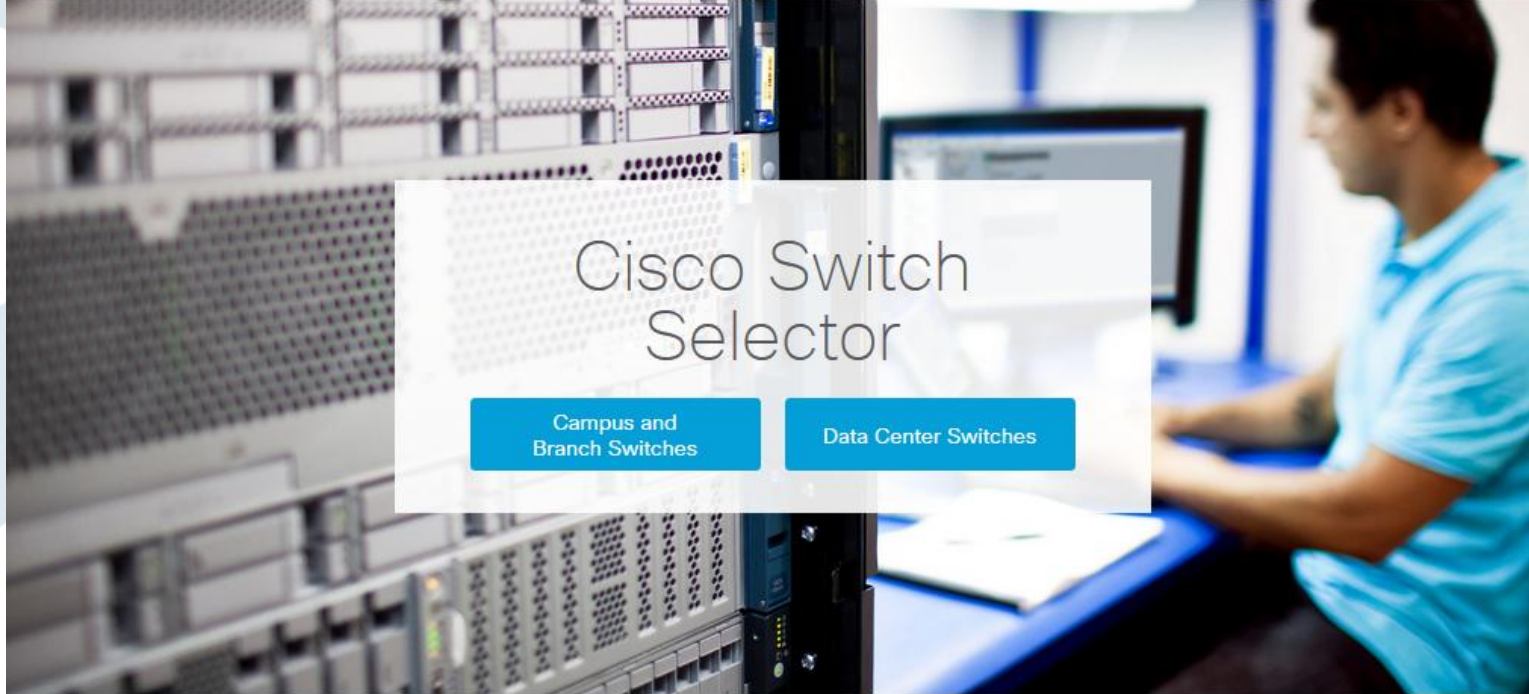 Cisco Switch
Selector
Campus and
Branch Switches
Data Center Switches